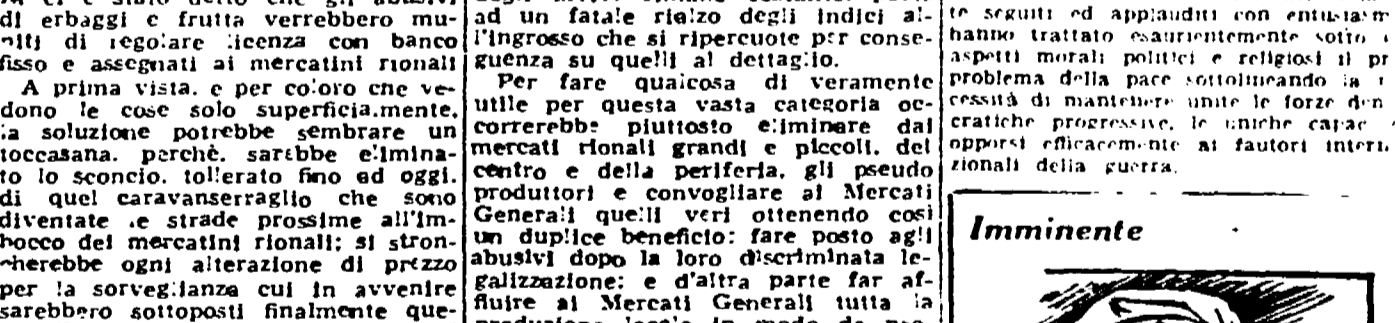 di erbaggi e frutta verrebbero mu-
niti di regolare licenza con banco
fisso e assegnati ai mercatini rionali
A prima vista. e per coloro che ve-
dono le cose solo superficialmente.
la soluzione potrebbe sembrare un
toccasana. perchè. sarebbe elimina-
to lo sconcio. tollerato fino ad oggi.
di quel caravanserraglio che sono
diventate le strade prossime all'im-
bocco dei mercatini rionali; si stron-
cherebbe ogni alterazione di prezzo
per la sorveglianza cui in avvenire
sarebbero sottoposti finalmente que-
ad un fatale rialzo degli indici al-
l'ingrosso che si ripercuote per conse-
guenza su quelli al dettaglio.
Per fare qualcosa di veramente
utile per questa vasta categoria oc-
correrebbe piuttosto eliminare dai
mercati rionali grandi e piccoli. del
centro e della periferia. gli pseudo
produttori e convogliare ai Mercati
Generali quelli veri ottenendo così
un duplice beneficio: fare posto agli
abusivi dopo la loro discriminata le-
galizzazione; e d'altra parte far af-
fluire ai Mercati Generali tutta la
te seguiti ed applauditi con
hanno trattato esaurientemente sotto
aspetti morali politici e religiosi il
problema della pace sottolineando la
cessità di mantenere unite le forze
cratiche progressive. le uniche
opporsi efficacemente ai fautori
zionali della guerra.
Imminente